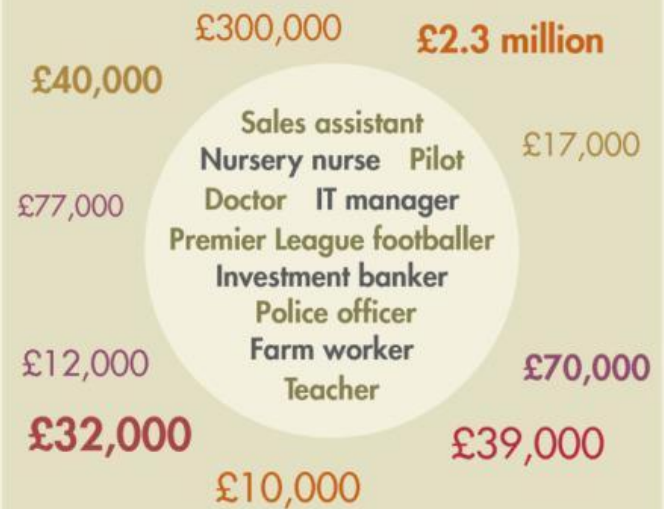 £300,000
£2.3 million
£40,000
Sales assistant
£17,000
Nursery nurse Pilot
£77,000
Doctor IT manager
Premier League footballer
Investment banker
Police officer
£12,000
Farm worker
£70,000
Teacher
£32,000
£39,000
£10,000